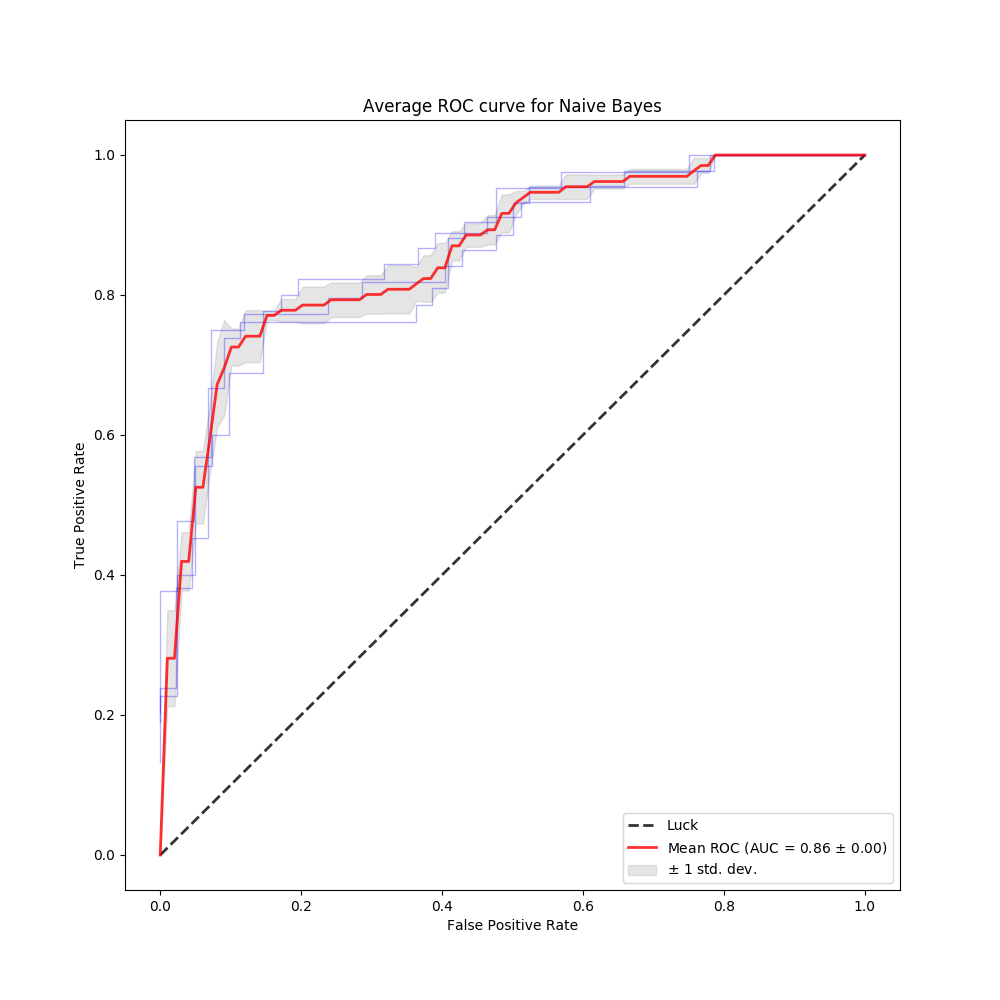 Average ROC curve for Naive Bayes
1.0
0.8
0.6
0.4
0.2
0.0
True Positive Rate
Luck
Mean ROC (AUC = 0.86 ± 0.00)
± 1 std. dev.
0.0 0.2 0.4 0.6 0.8 1.0
False Positive Rate